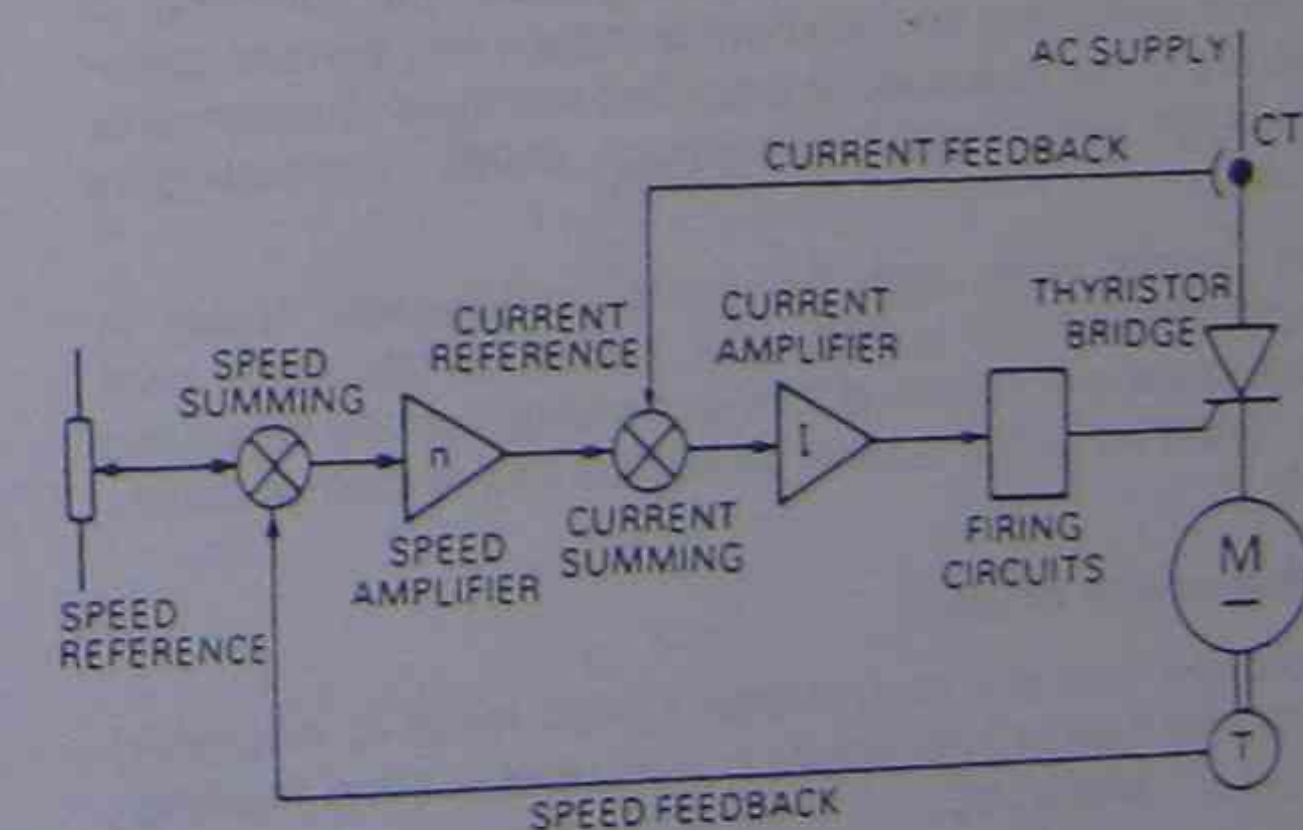 AC SUPPLY
CT
CURRENT FEEDBACK
THYRISTOR
BRIDGE
CURRENT
REFERENCE
CURRENT
AMPLIFIER
SPEED
SUMMING
n
I
SPEED
AMPLIFIER
CURRENT
SUMMING
FIRING
CIRCUITS
M
SPEED
REFERENCE
T
SPEED FEEDBACK